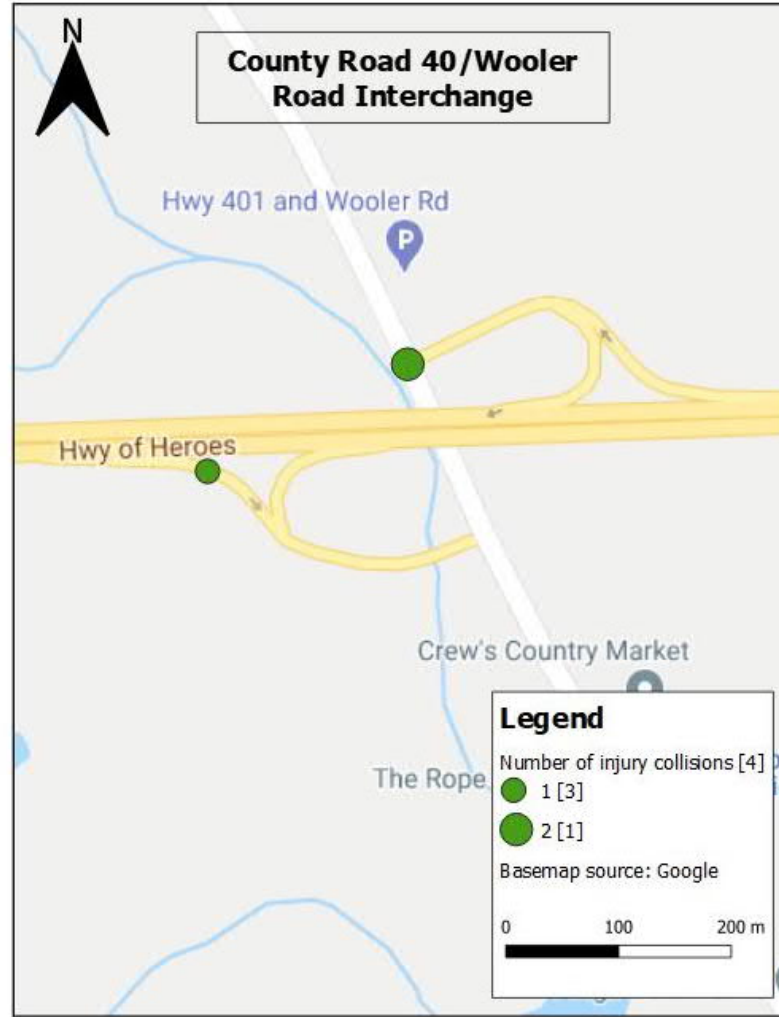 N
County Road 40/Wooler
Road Interchange
Hwy 401 and Wooler Rd
P
Hwy of Heroes
Crew's Country Market
The Rope
Legend
Number of injury collisions [4]
1 [3]
2 [1]
Basemap source: Google
0 100 200 m